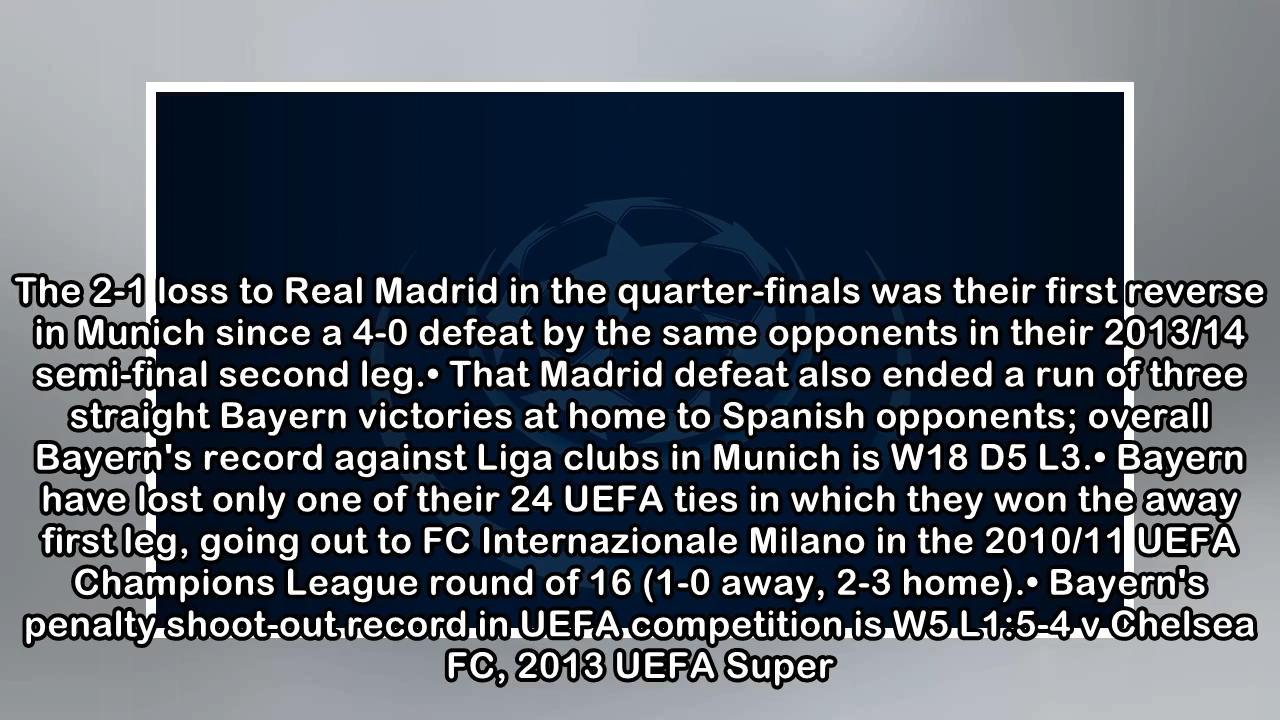 The 2-1 loss to Real Madrid in the quarter-finals was their first reverse
in Munich since a 4-0 defeat by the same opponents in their 2013/14
semi-final second leg.• That Madrid defeat also ended a run of three
straight Bayern victories at home to Spanish opponents; overall
Bayern's record against Liga clubs in Munich is W18 D5 L3.• Bayern
have lost only one of their 24 UEFA ties in which they won the away
first leg, going out to FC Internazionale Milano in the 2010/11 UEFA
Champions League round of 16 (1-0 away, 2-3 home).• Bayern's
penalty shoot-out record in UEFA competition is W5 L1:5-4 v Chelsea
FC, 2013 UEFA Super